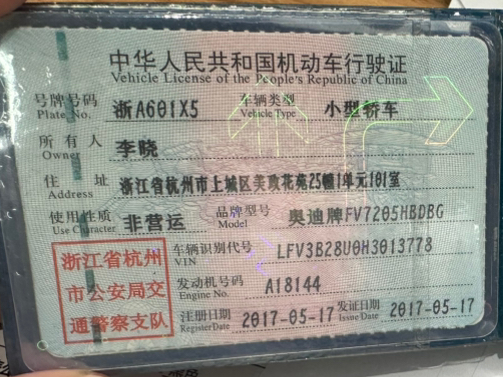 中华人民共和国机动车行驶证
Vehicle License of the People's Republic of China
号牌号码 浙A601X5 车辆类型 小型轿车
Plate No. Vehicle Type
所有人 李晓
Owner
住址 浙江省杭州市上城区美政花苑25幢1单元101室
Address
使用性质 非营运 品牌型号 奥迪牌FV7205HBDBG
Use Character Model
浙江省杭州 车辆识别代号 LFV3B28U0H3013778
VIN
市公安局交 发动机号码 A18144
Engine No.
通警察支队 注册日期 2017-05-17 发证日期 2017-05-17
Register Date Issue Date